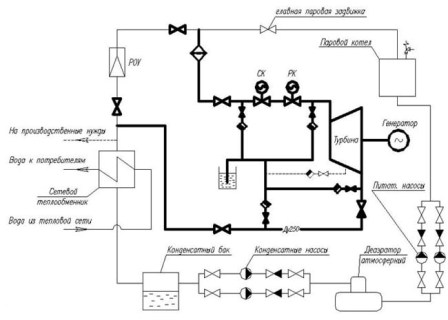 главная паровая задвижка
Паровой котел
РОУ
СК
РК
Генератор
Турбина
На производственные нужды
Вода к потребителям
Сетевой
теплообменник
Вода из тепловой сети
Ду250
Питат. насосы
Конденсатный бак
Конденсатные насосы
Деаэратор
атмосферный